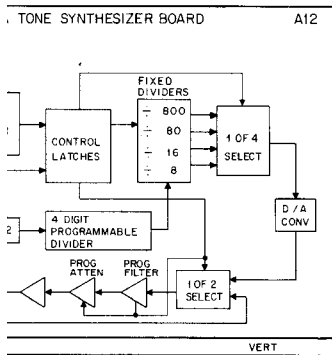 TONE SYNTHESIZER BOARD A12
FIXED
DIVIDERS
÷ 800
÷ 80
÷ 16
÷ 8
CONTROL
LATCHES
1 OF 4
SELECT
D/A
CONV
2
4 DIGIT
PROGRAMMABLE
DIVIDER
PROG
ATTEN
PROG
FILTER
1 OF 2
SELECT
VERT